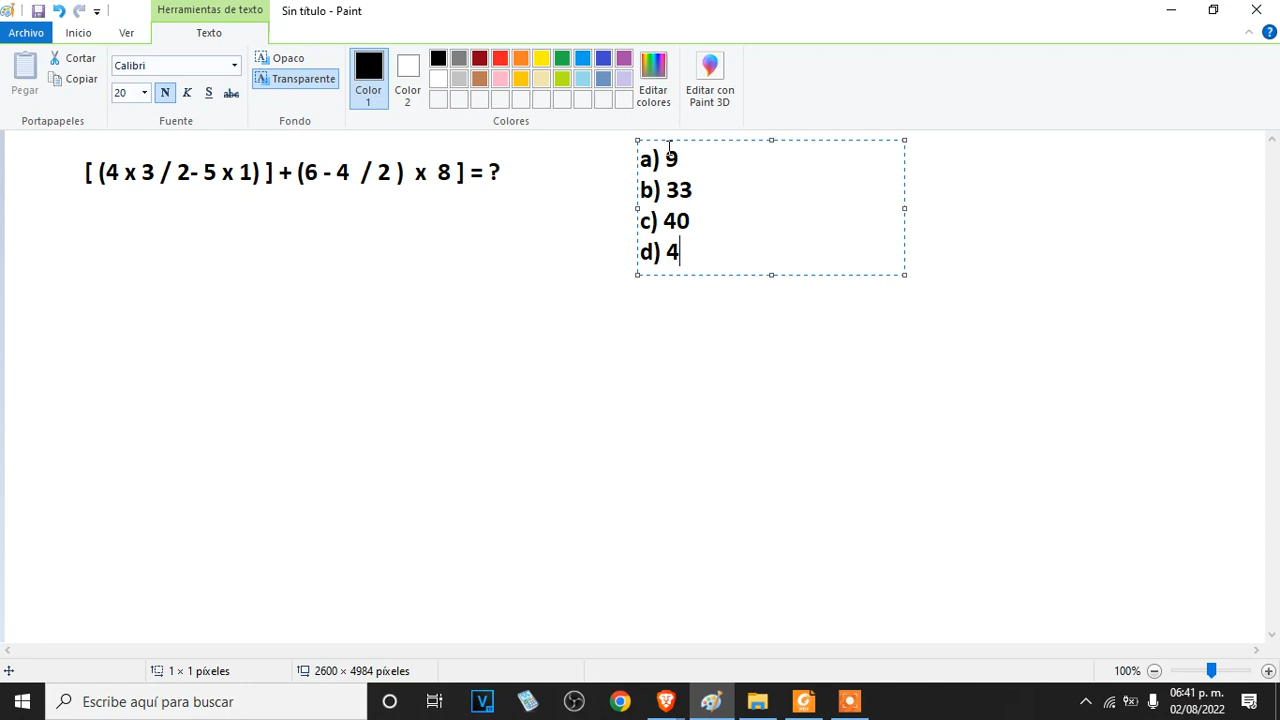 Herramientas de texto
Sin título - Paint
Archivo
Inicio
Ver
Texto
Pegar
Cortar
Copiar
Portapapeles
Calibri
20
N K S abc
Fuente
Opaco
Transparente
Fondo
Color 1
Color 2
Colores
Editar colores
Editar con Paint 3D
[ (4 x 3 / 2- 5 x 1) ] + (6 - 4 / 2 ) x 8 ] = ?
a) 9
b) 33
c) 40
d) 4
1 × 1 píxeles
2600 × 4984 píxeles
100%
Escribe aquí para buscar
06:41 p. m.
02/08/2022